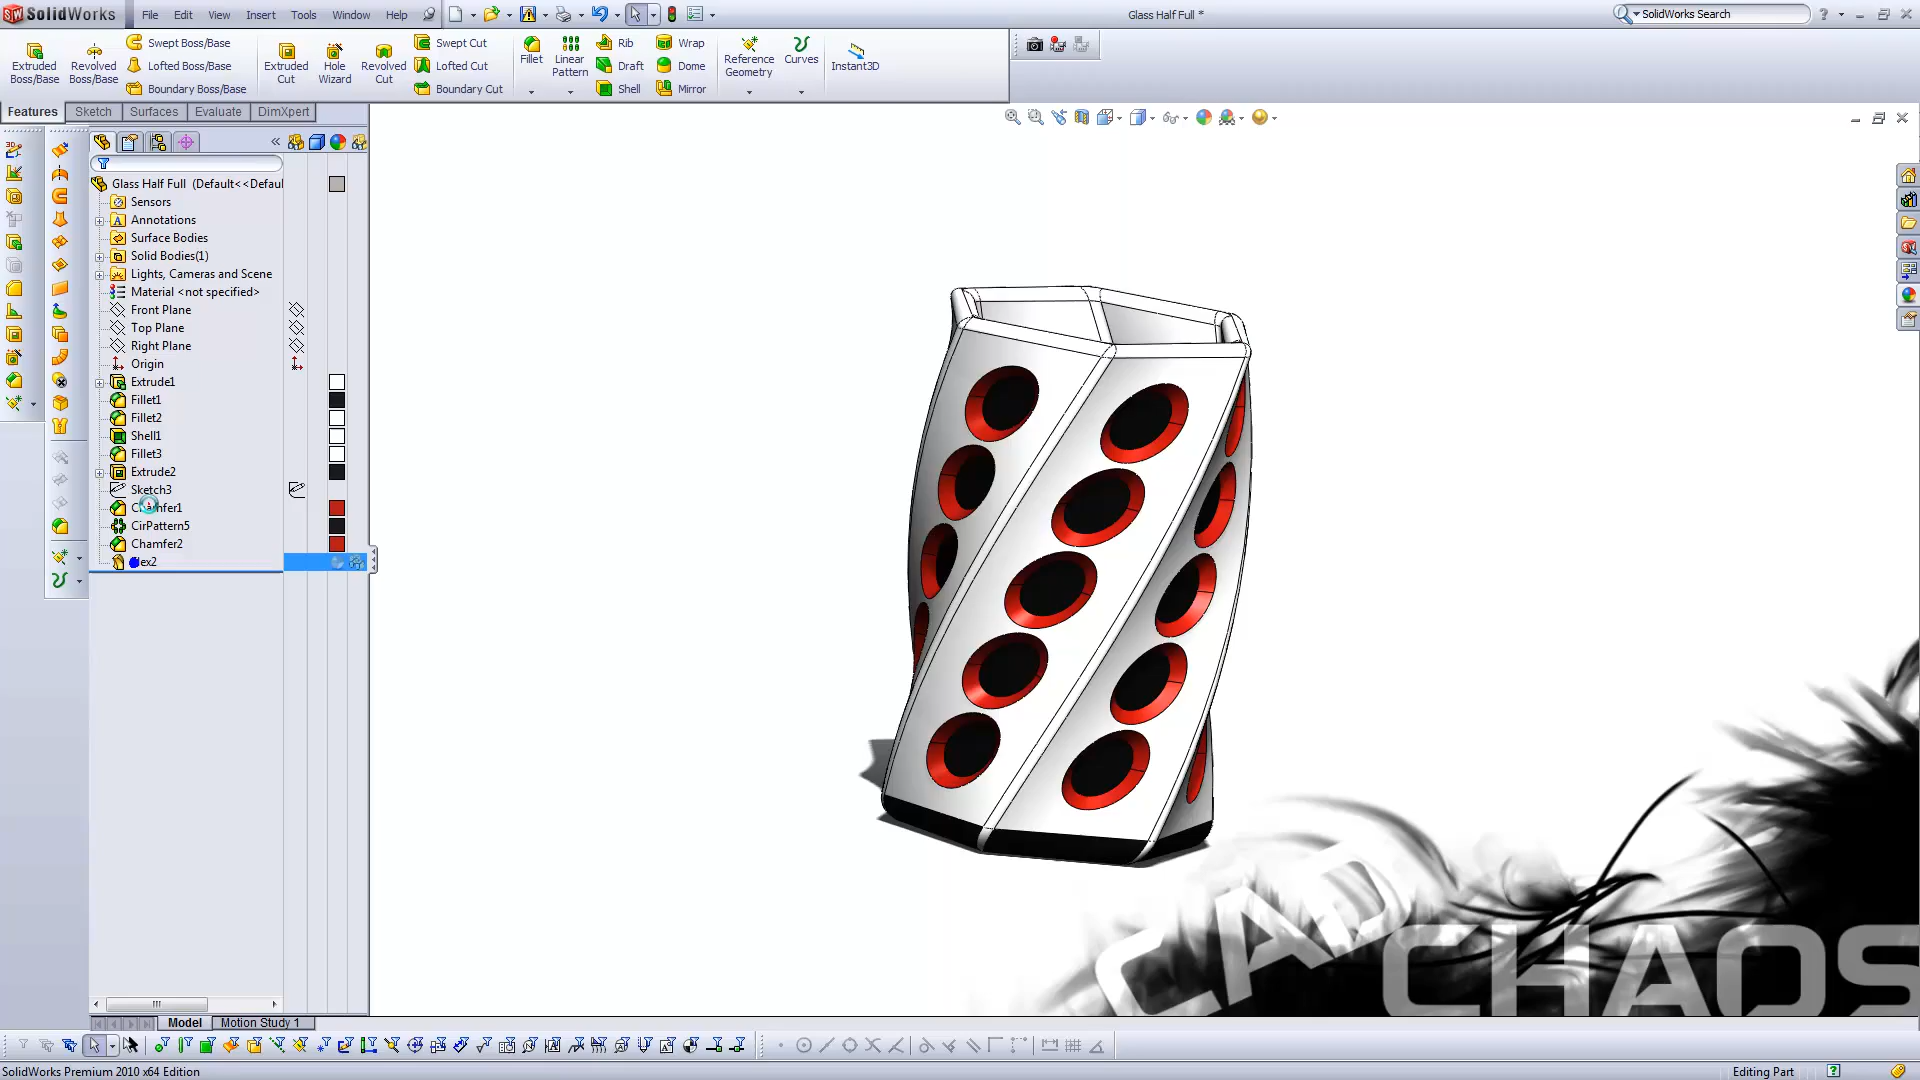 SolidWorks File Edit View Insert Tools Window Help
Glass Half Full *
SolidWorks Search
Extruded Boss/Base
Revolved Boss/Base
Swept Boss/Base
Lofted Boss/Base
Boundary Boss/Base
Extruded Cut
Hole Wizard
Revolved Cut
Swept Cut
Lofted Cut
Boundary Cut
Fillet
Linear Pattern
Rib
Draft
Shell
Wrap
Dome
Mirror
Reference Geometry
Curves
Instant3D
Features Sketch Surfaces Evaluate DimXpert
Glass Half Full (Default<<Defaul
Sensors
Annotations
Surface Bodies
Solid Bodies(1)
Lights, Cameras and Scene
Material <not specified>
Front Plane
Top Plane
Right Plane
Origin
Extrude1
Fillet1
Fillet2
Shell1
Fillet3
Extrude2
Sketch3
Chamfer1
CirPattern5
Chamfer2
ex2
CAD
CHAOS
Model Motion Study 1
SolidWorks Premium 2010 x64 Edition
Editing Part